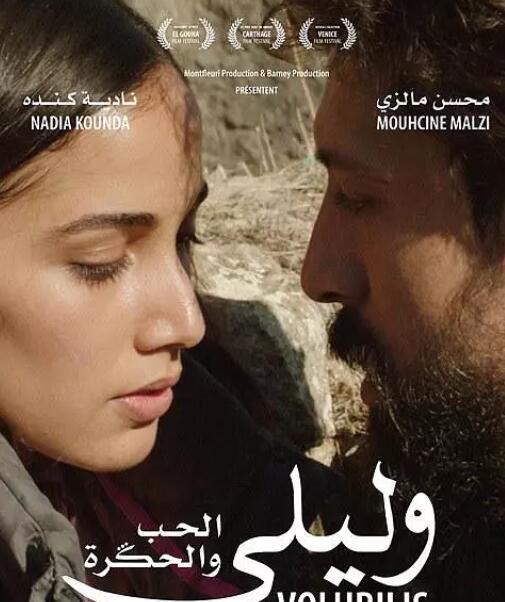 EL GOUNA
FILM FESTIVAL
CARTHAGE
FILM FESTIVAL
VENICE
FILM FESTIVAL
Montfleuri Production & Barney Production
PRÉSENTENT
نادية كنده
NADIA KOUNDA
محسن مالزي
MOUHCINE MALZI
وليلي
الحب
والحكرة
VOLUBILIS